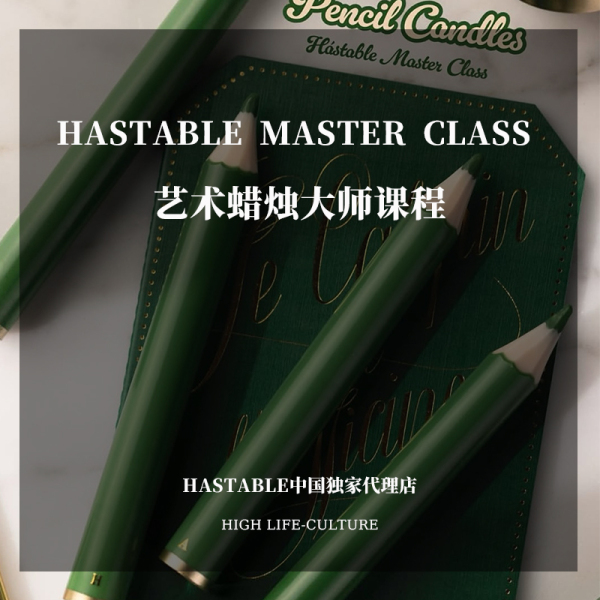 Pencil Candles
Hástable Master Class
HASTABLE MASTER CLASS
艺术蜡烛大师课程
HASTABLE中国独家代理店
HIGH LIFE-CULTURE
A
H